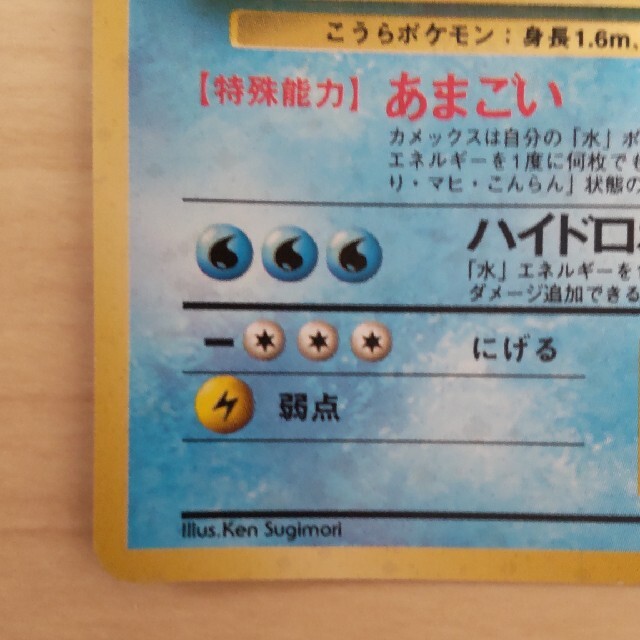 こうらポケモン：身長1.6m、
【特殊能力】 あまごい
カメックスは自分の「水」ポ
エネルギーを1度に何枚でも
り・マヒ・こんらん」状態の
ハイドロ
「水」エネルギーを
ダメージ追加できる
にげる
弱点
Illus.Ken Sugimori